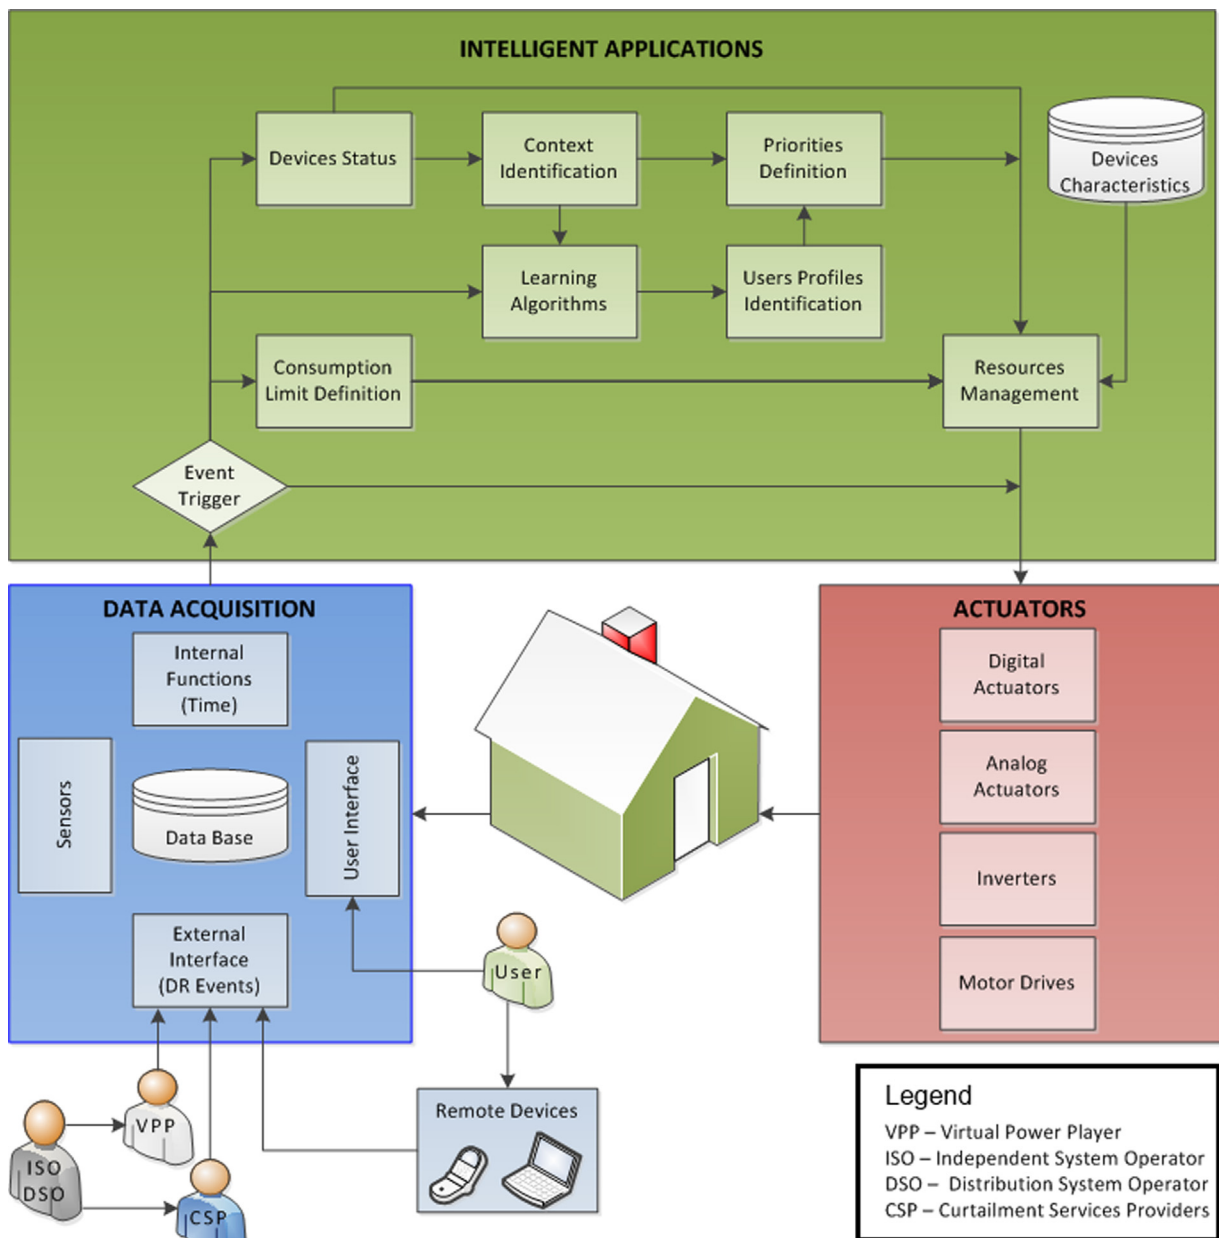 INTELLIGENT APPLICATIONS
Devices Status
Context
Identification
Priorities
Definition
Devices
Characteristics
Learning
Algorithms
Users Profiles
Identification
Consumption
Limit Definition
Resources
Management
Event
Trigger
DATA ACQUISITION
Internal
Functions
(Time)
Sensors
Data Base
User Interface
External
Interface
(DR Events)
ACTUATORS
Digital
Actuators
Analog
Actuators
Inverters
Motor Drives
User
Remote Devices
VPP
ISO
DSO
CSP
Legend
VPP – Virtual Power Player
ISO – Independent System Operator
DSO – Distribution System Operator
CSP – Curtailment Services Providers